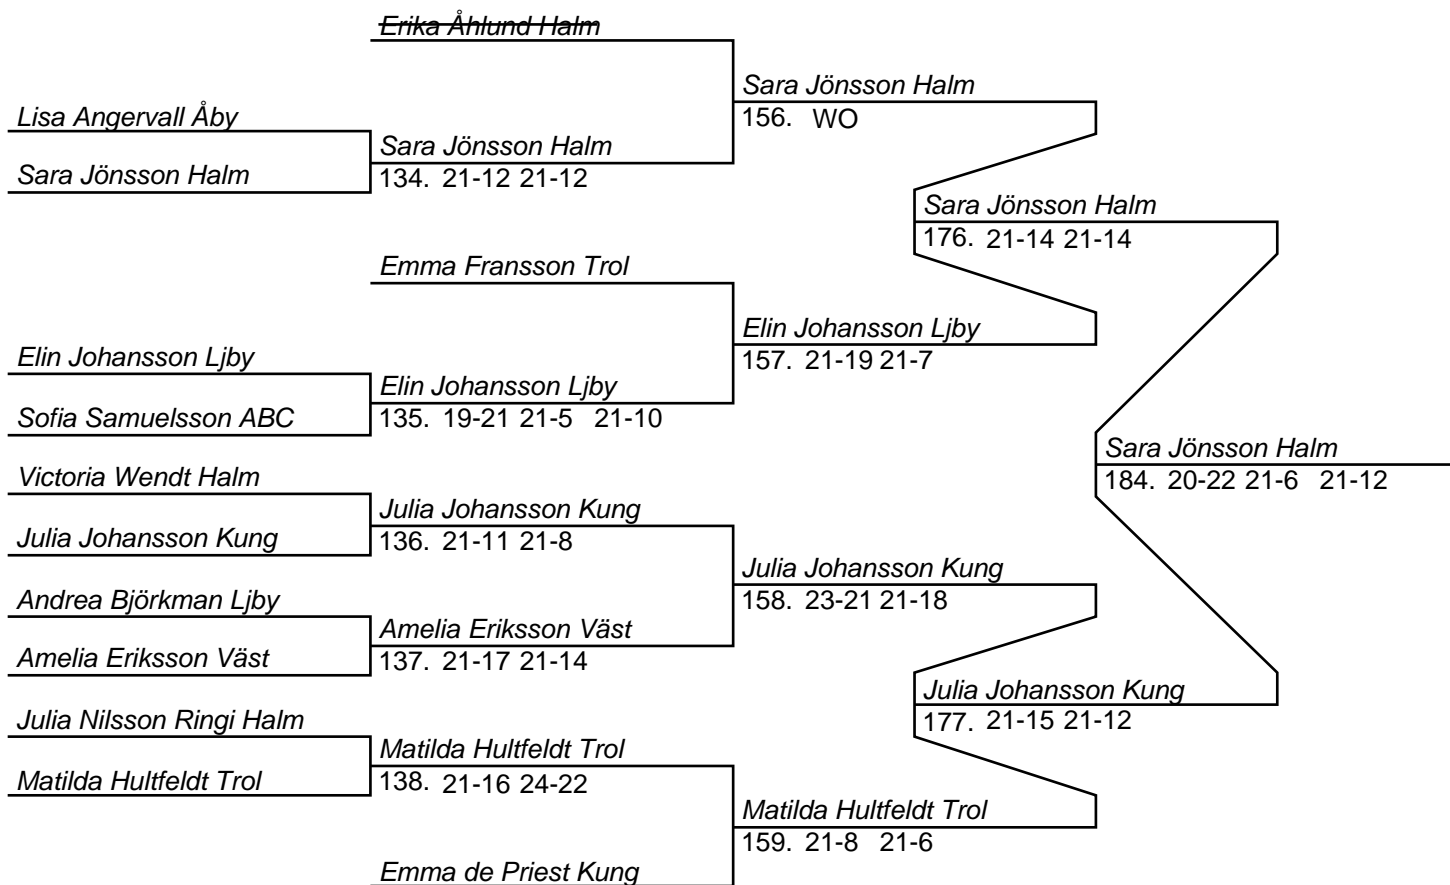 Erika Åhlund Halm
Sara Jönsson Halm
Lisa Angervall Åby
156. WO
Sara Jönsson Halm
Sara Jönsson Halm
134. 21-12 21-12
Sara Jönsson Halm
176. 21-14 21-14
Emma Fransson Trol
Elin Johansson Ljby
Elin Johansson Ljby
157. 21-19 21-7
Elin Johansson Ljby
Sofia Samuelsson ABC
135. 19-21 21-5 21-10
Sara Jönsson Halm
184. 20-22 21-6 21-12
Victoria Wendt Halm
Julia Johansson Kung
Julia Johansson Kung
136. 21-11 21-8
Julia Johansson Kung
158. 23-21 21-18
Andrea Björkman Ljby
Amelia Eriksson Väst
Amelia Eriksson Väst
137. 21-17 21-14
Julia Johansson Kung
177. 21-15 21-12
Julia Nilsson Ringi Halm
Matilda Hultfeldt Trol
Matilda Hultfeldt Trol
138. 21-16 24-22
Matilda Hultfeldt Trol
159. 21-8 21-6
Emma de Priest Kung